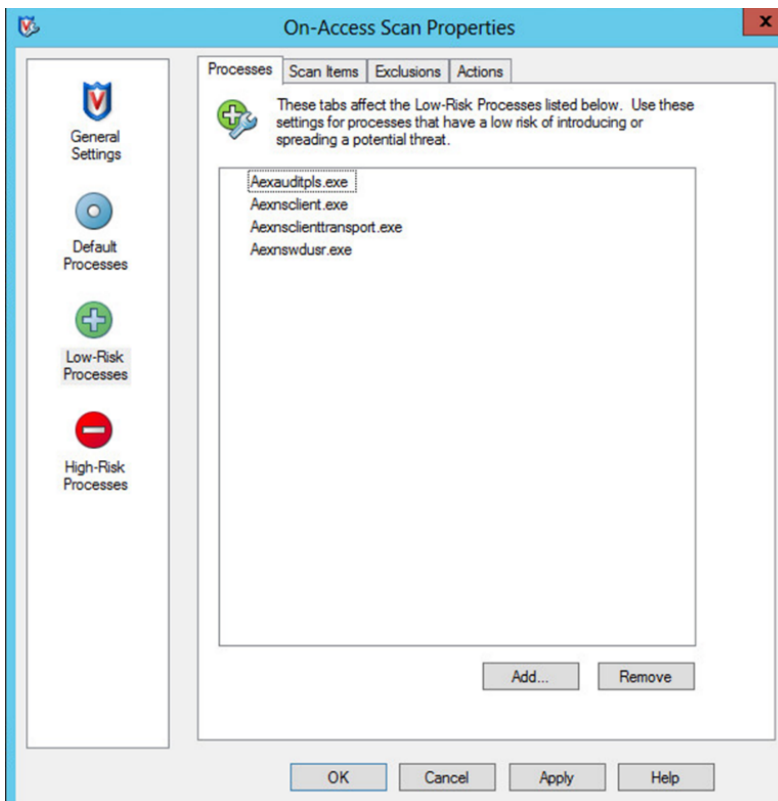 On-Access Scan Properties
x
General
Settings
Default
Processes
Low-Risk
Processes
High-Risk
Processes
Processes
Scan Items
Exclusions
Actions
These tabs affect the Low-Risk Processes listed below. Use these
settings for processes that have a low risk of introducing or
spreading a potential threat.
Aexauditpls.exe
Aexnsclient.exe
Aexnsclienttransport.exe
Aexnswdusr.exe
Add...
Remove
OK
Cancel
Apply
Help